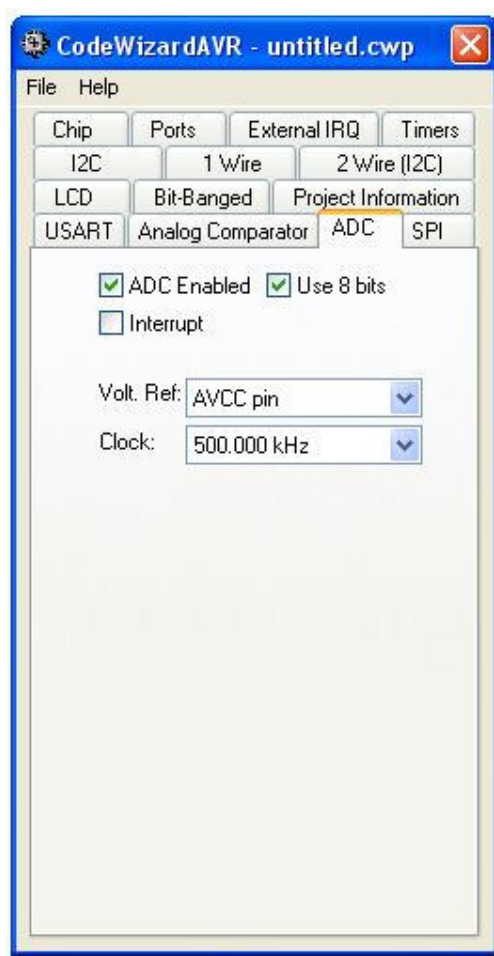 CodeWizardAVR - untitled.cwp
File Help
Chip Ports External IRQ Timers
I2C 1 Wire 2 Wire (I2C)
LCD Bit-Banged Project Information
USART Analog Comparator ADC SPI
ADC Enabled Use 8 bits
Interrupt
Volt. Ref: AVCC pin
Clock: 500.000 kHz